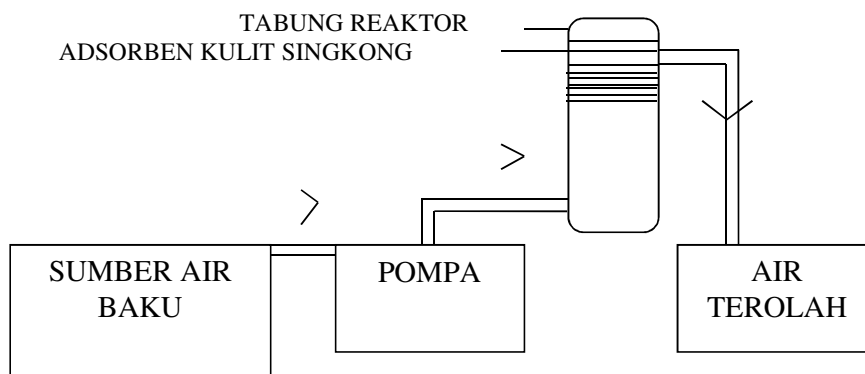 TABUNG REAKTOR
ADSORBEN KULIT SINGKONG
SUMBER AIR
BAKU
POMPA
AIR
TEROLAH